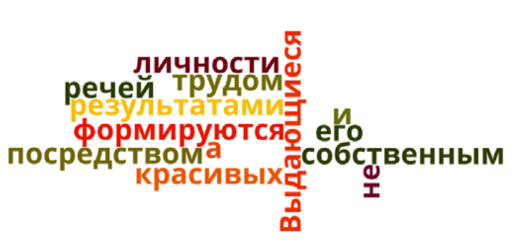 личности
речей трудом
результатами
Выдающиеся
и
формируются его
посредством а собственным
красивых не